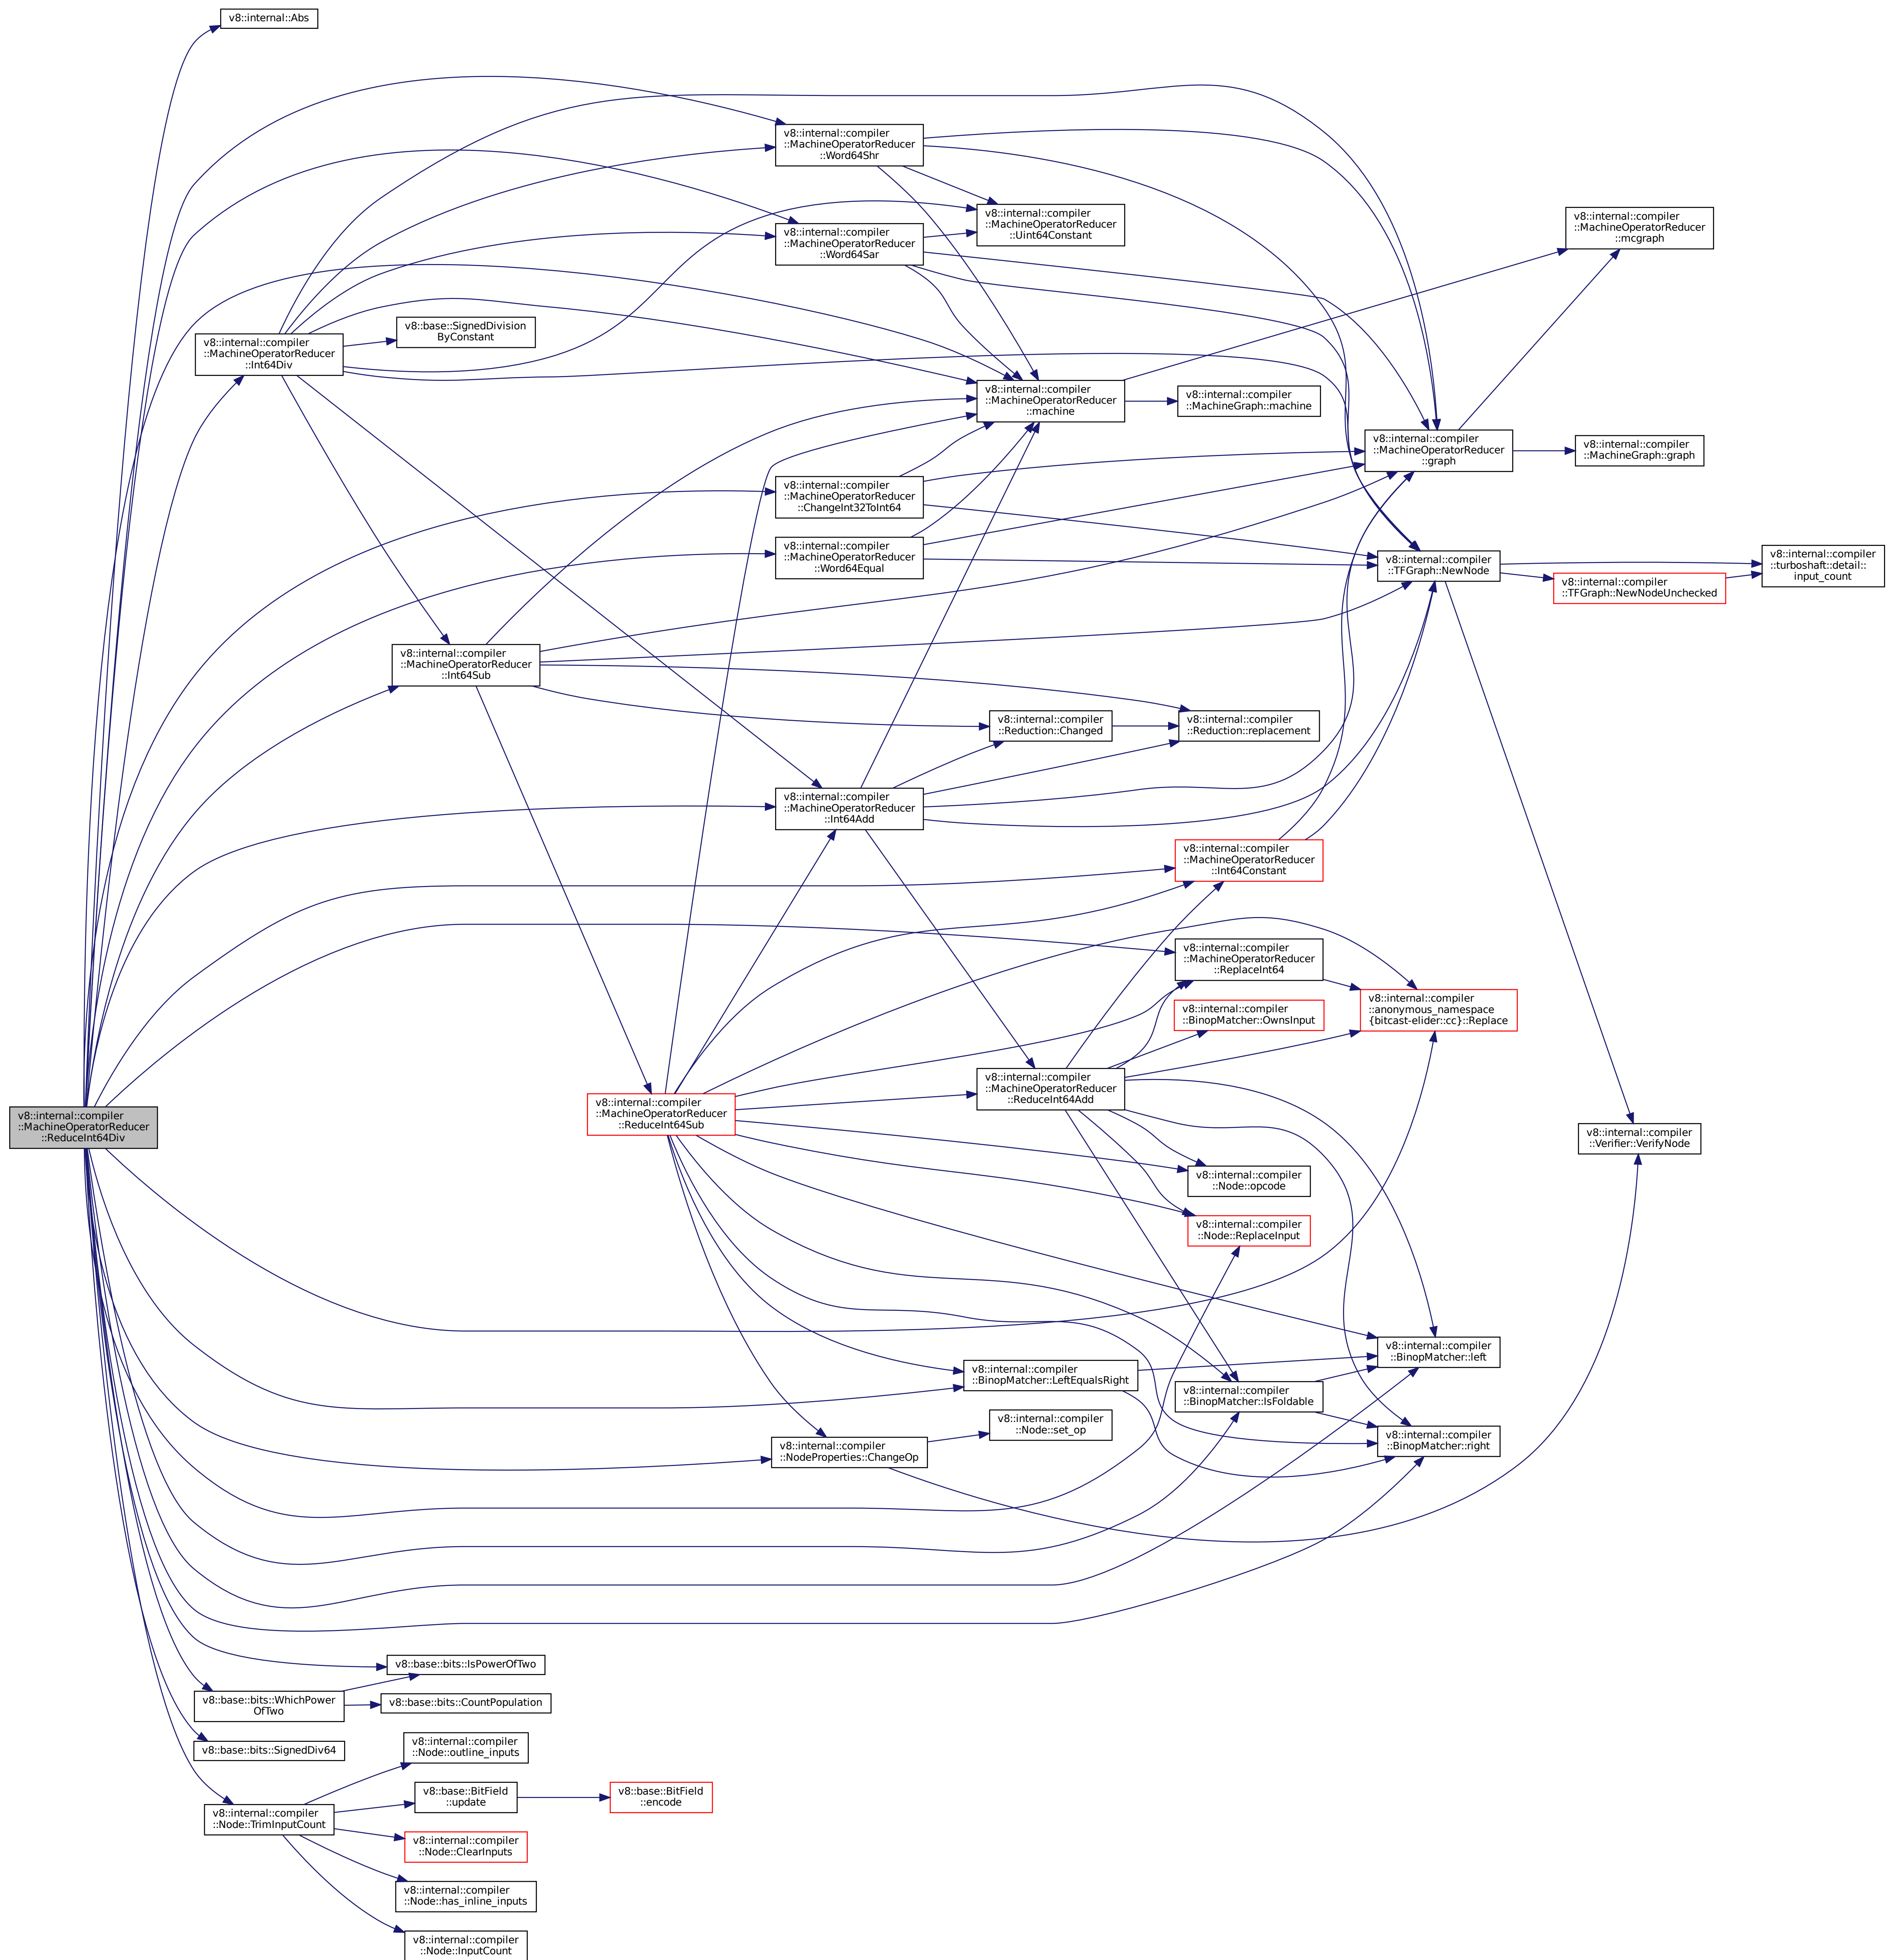 v8::internal::Abs
v8::internal::compiler
::MachineOperatorReducer
::Word64Shr
v8::internal::compiler
::MachineOperatorReducer
::Uint64Constant
v8::internal::compiler
::MachineOperatorReducer
::mcgraph
v8::internal::compiler
::MachineOperatorReducer
::Word64Sar
v8::base::SignedDivision
ByConstant
v8::internal::compiler
::MachineOperatorReducer
::Int64Div
v8::internal::compiler
::MachineOperatorReducer
::machine
v8::internal::compiler
::MachineGraph::machine
v8::internal::compiler
::MachineOperatorReducer
::graph
v8::internal::compiler
::MachineGraph::graph
v8::internal::compiler
::MachineOperatorReducer
::ChangeInt32ToInt64
v8::internal::compiler
::MachineOperatorReducer
::Word64Equal
v8::internal::compiler
::TFGraph::NewNode
v8::internal::compiler
::turboshaft::detail::
input_count
v8::internal::compiler
::TFGraph::NewNodeUnchecked
v8::internal::compiler
::MachineOperatorReducer
::Int64Sub
v8::internal::compiler
::Reduction::Changed
v8::internal::compiler
::Reduction::replacement
v8::internal::compiler
::MachineOperatorReducer
::Int64Add
v8::internal::compiler
::MachineOperatorReducer
::Int64Constant
v8::internal::compiler
::MachineOperatorReducer
::ReplaceInt64
v8::internal::compiler
::BinopMatcher::OwnsInput
v8::internal::compiler
::anonymous_namespace
{bitcast-elider::cc}::Replace
v8::internal::compiler
::MachineOperatorReducer
::ReduceInt64Div
v8::internal::compiler
::MachineOperatorReducer
::ReduceInt64Sub
v8::internal::compiler
::MachineOperatorReducer
::ReduceInt64Add
v8::internal::compiler
::Verifier::VerifyNode
v8::internal::compiler
::Node::opcode
v8::internal::compiler
::Node::ReplaceInput
v8::internal::compiler
::BinopMatcher::left
v8::internal::compiler
::BinopMatcher::LeftEqualsRight
v8::internal::compiler
::BinopMatcher::IsFoldable
v8::internal::compiler
::Node::set_op
v8::internal::compiler
::BinopMatcher::right
v8::internal::compiler
::NodeProperties::ChangeOp
v8::base::bits::IsPowerOfTwo
v8::base::bits::WhichPower
OfTwo
v8::base::bits::CountPopulation
v8::base::bits::SignedDiv64
v8::internal::compiler
::Node::outline_inputs
v8::base::BitField
::update
v8::base::BitField
::encode
v8::internal::compiler
::Node::TrimInputCount
v8::internal::compiler
::Node::ClearInputs
v8::internal::compiler
::Node::has_inline_inputs
v8::internal::compiler
::Node::InputCount